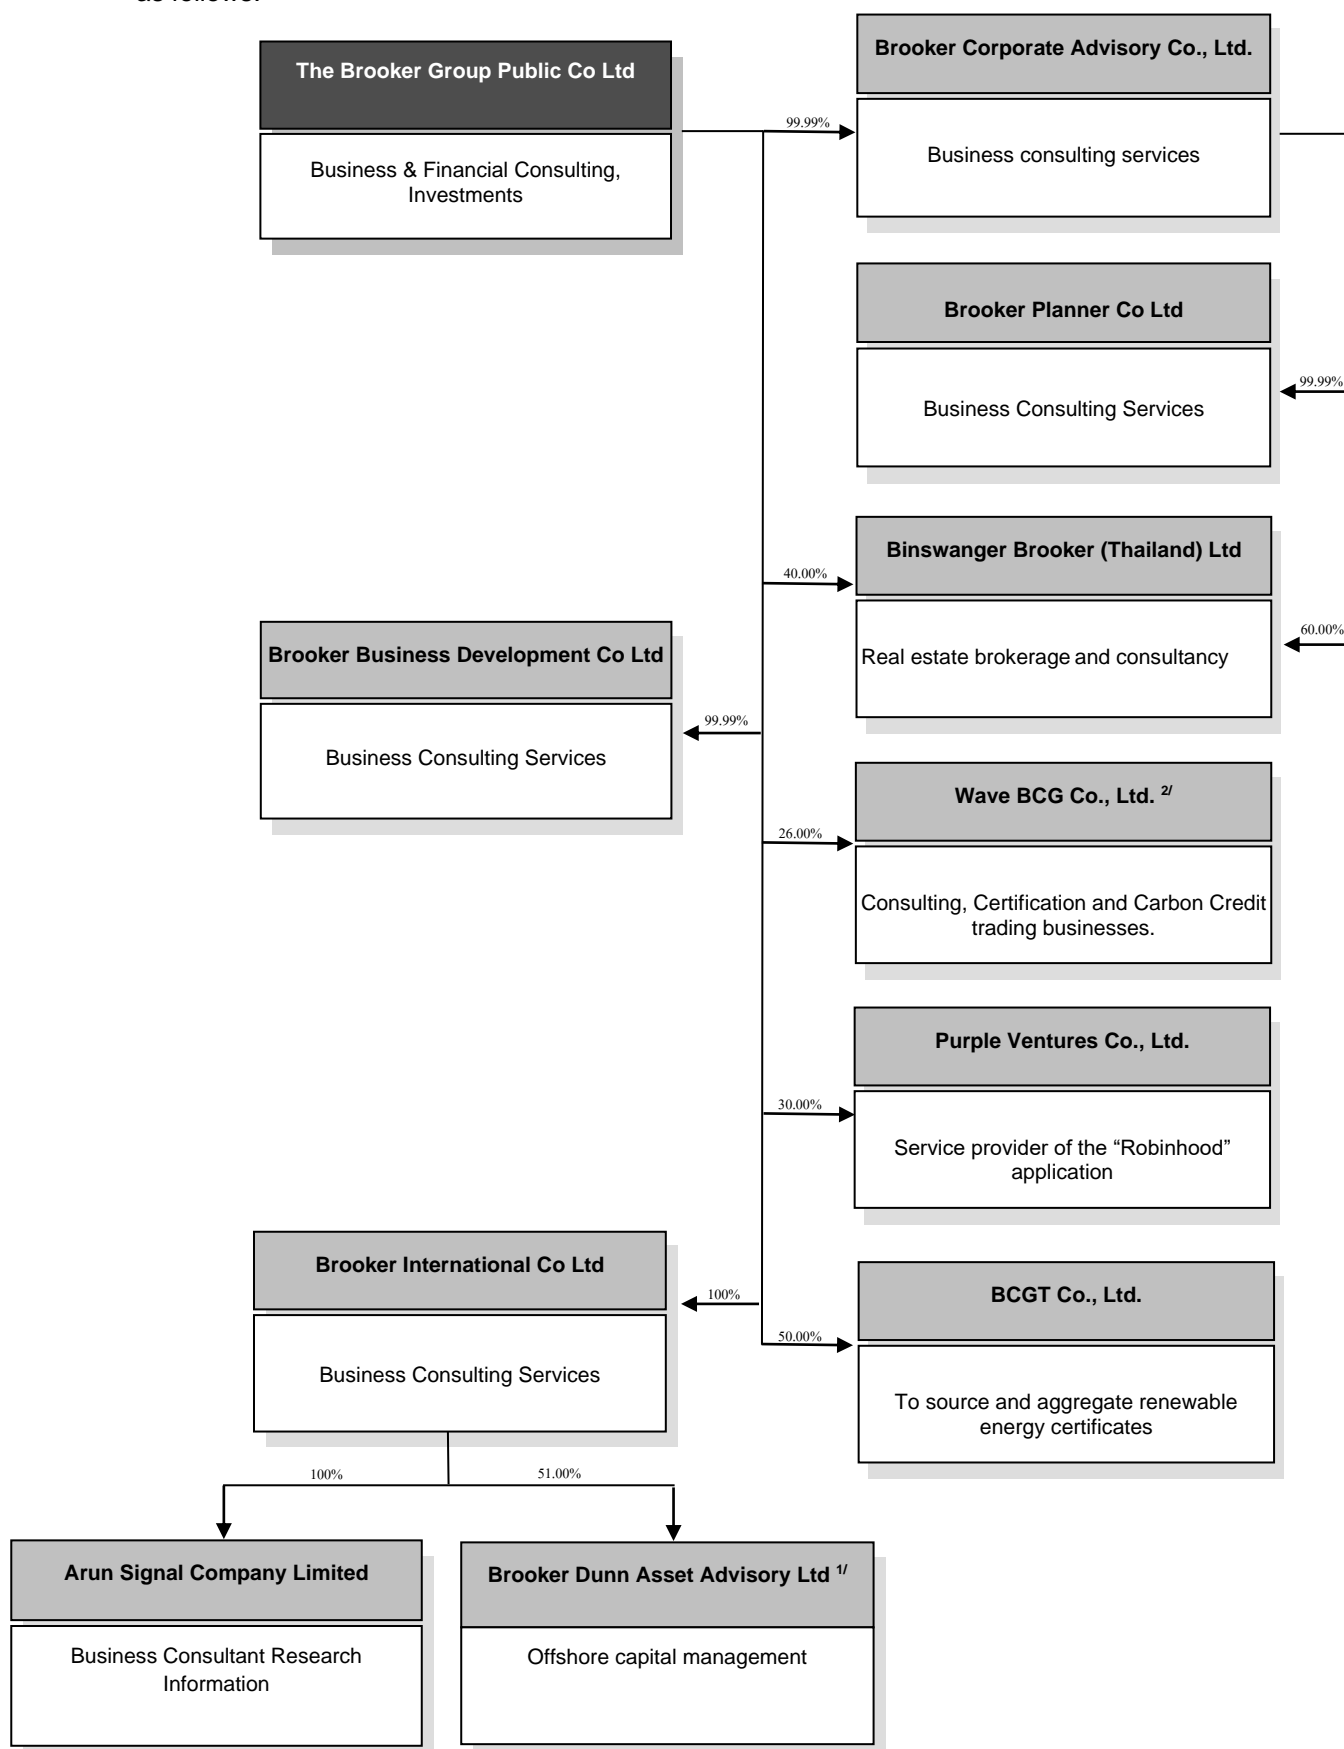 as follows:
The Brooker Group Public Co Ltd
Business & Financial Consulting,
Investments
Brooker Corporate Advisory Co., Ltd.
99.99%
Business consulting services
Brooker Planner Co Ltd
Business Consulting Services
99.99%
Binswanger Brooker (Thailand) Ltd
40.00%
Real estate brokerage and consultancy
60.00%
Brooker Business Development Co Ltd
Business Consulting Services
99.99%
Wave BCG Co., Ltd. 2/
26.00%
Consulting, Certification and Carbon Credit
trading businesses.
Purple Ventures Co., Ltd.
30.00%
Service provider of the “Robinhood”
application
Brooker International Co Ltd
100%
Business Consulting Services
BCGT Co., Ltd.
50.00%
To source and aggregate renewable
energy certificates
100%
51.00%
Arun Signal Company Limited
Business Consultant Research
Information
Brooker Dunn Asset Advisory Ltd 1/
Offshore capital management